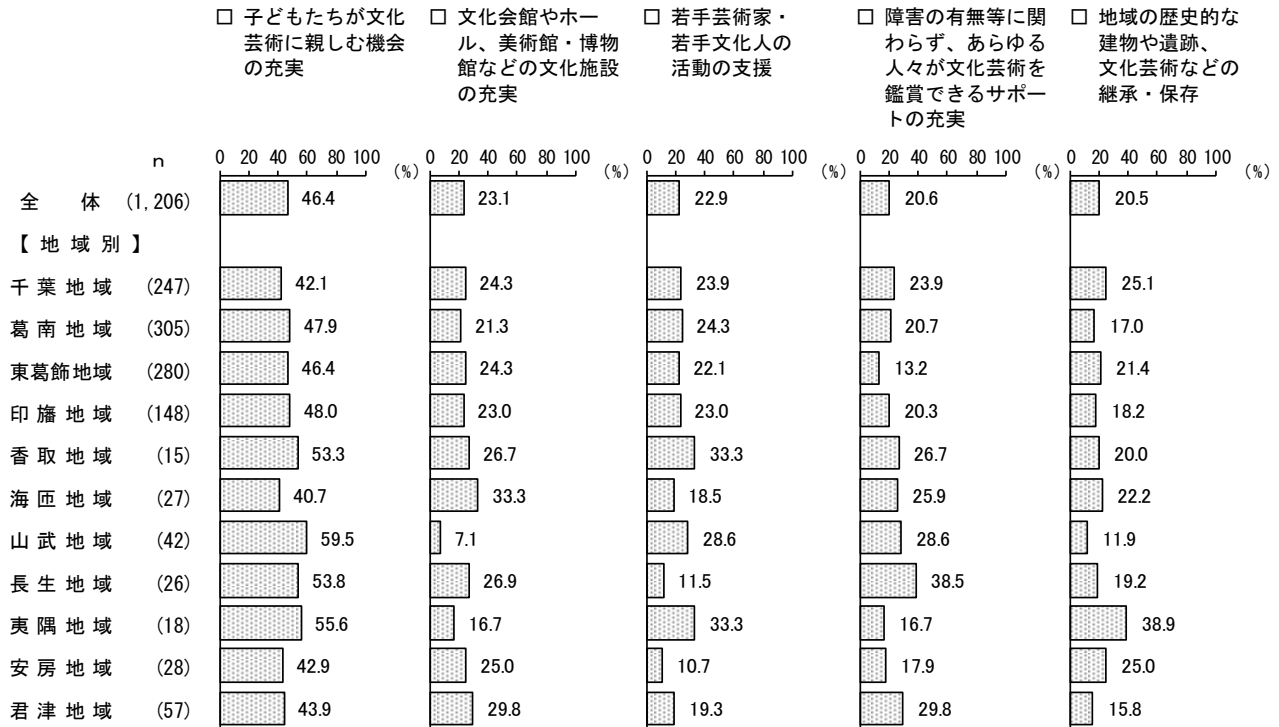 □ 子どもたちが文化
芸術に親しむ機会
の充実
□ 文化会館やホー
ル、美術館・博物
館などの文化施設
の充実
□ 若手芸術家・
若手文化人の
活動の支援
□ 障害の有無等に関
わらず、あらゆる
人々が文化芸術を
鑑賞できるサポー
トの充実
□ 地域の歴史的な
建物や遺跡、
文化芸術などの
継承・保存
n 0 20 40 60 80 100 (%) 0 20 40 60 80 100 (%) 0 20 40 60 80 100 (%) 0 20 40 60 80 100 (%) 0 20 40 60 80 100 (%)
全 体 (1,206) 46.4 23.1 22.9 20.6 20.5
【地域別】
千葉地域 (247) 42.1 24.3 23.9 23.9 25.1
葛南地域 (305) 47.9 21.3 24.3 20.7 17.0
東葛飾地域 (280) 46.4 24.3 22.1 13.2 21.4
印旛地域 (148) 48.0 23.0 23.0 20.3 18.2
香取地域 (15) 53.3 26.7 33.3 26.7 20.0
海匝地域 (27) 40.7 33.3 18.5 25.9 22.2
山武地域 (42) 59.5 7.1 28.6 28.6 11.9
長生地域 (26) 53.8 26.9 11.5 38.5 19.2
夷隅地域 (18) 55.6 16.7 33.3 16.7 38.9
安房地域 (28) 42.9 25.0 10.7 17.9 25.0
君津地域 (57) 43.9 29.8 19.3 29.8 15.8